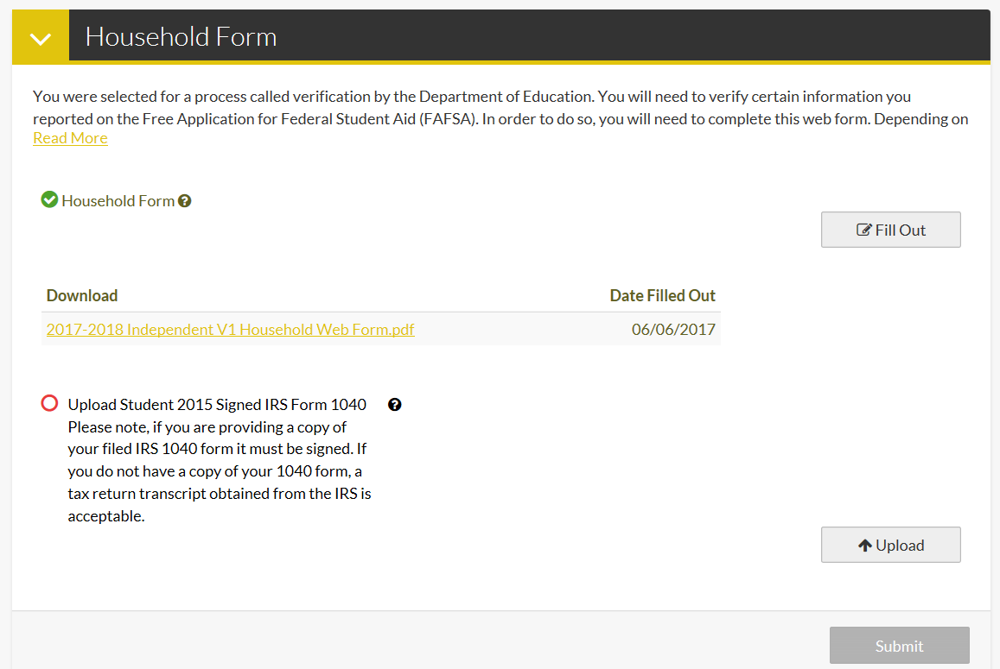 Household Form
You were selected for a process called verification by the Department of Education. You will need to verify certain information you
reported on the Free Application for Federal Student Aid (FAFSA). In order to do so, you will need to complete this web form. Depending on
Read More
Household Form
Fill Out
Download Date Filled Out
2017-2018 Independent V1 Household Web Form.pdf 06/06/2017
Upload Student 2015 Signed IRS Form 1040
Please note, if you are providing a copy of
your filed IRS 1040 form it must be signed. If
you do not have a copy of your 1040 form, a
tax return transcript obtained from the IRS is
acceptable.
Upload
Submit